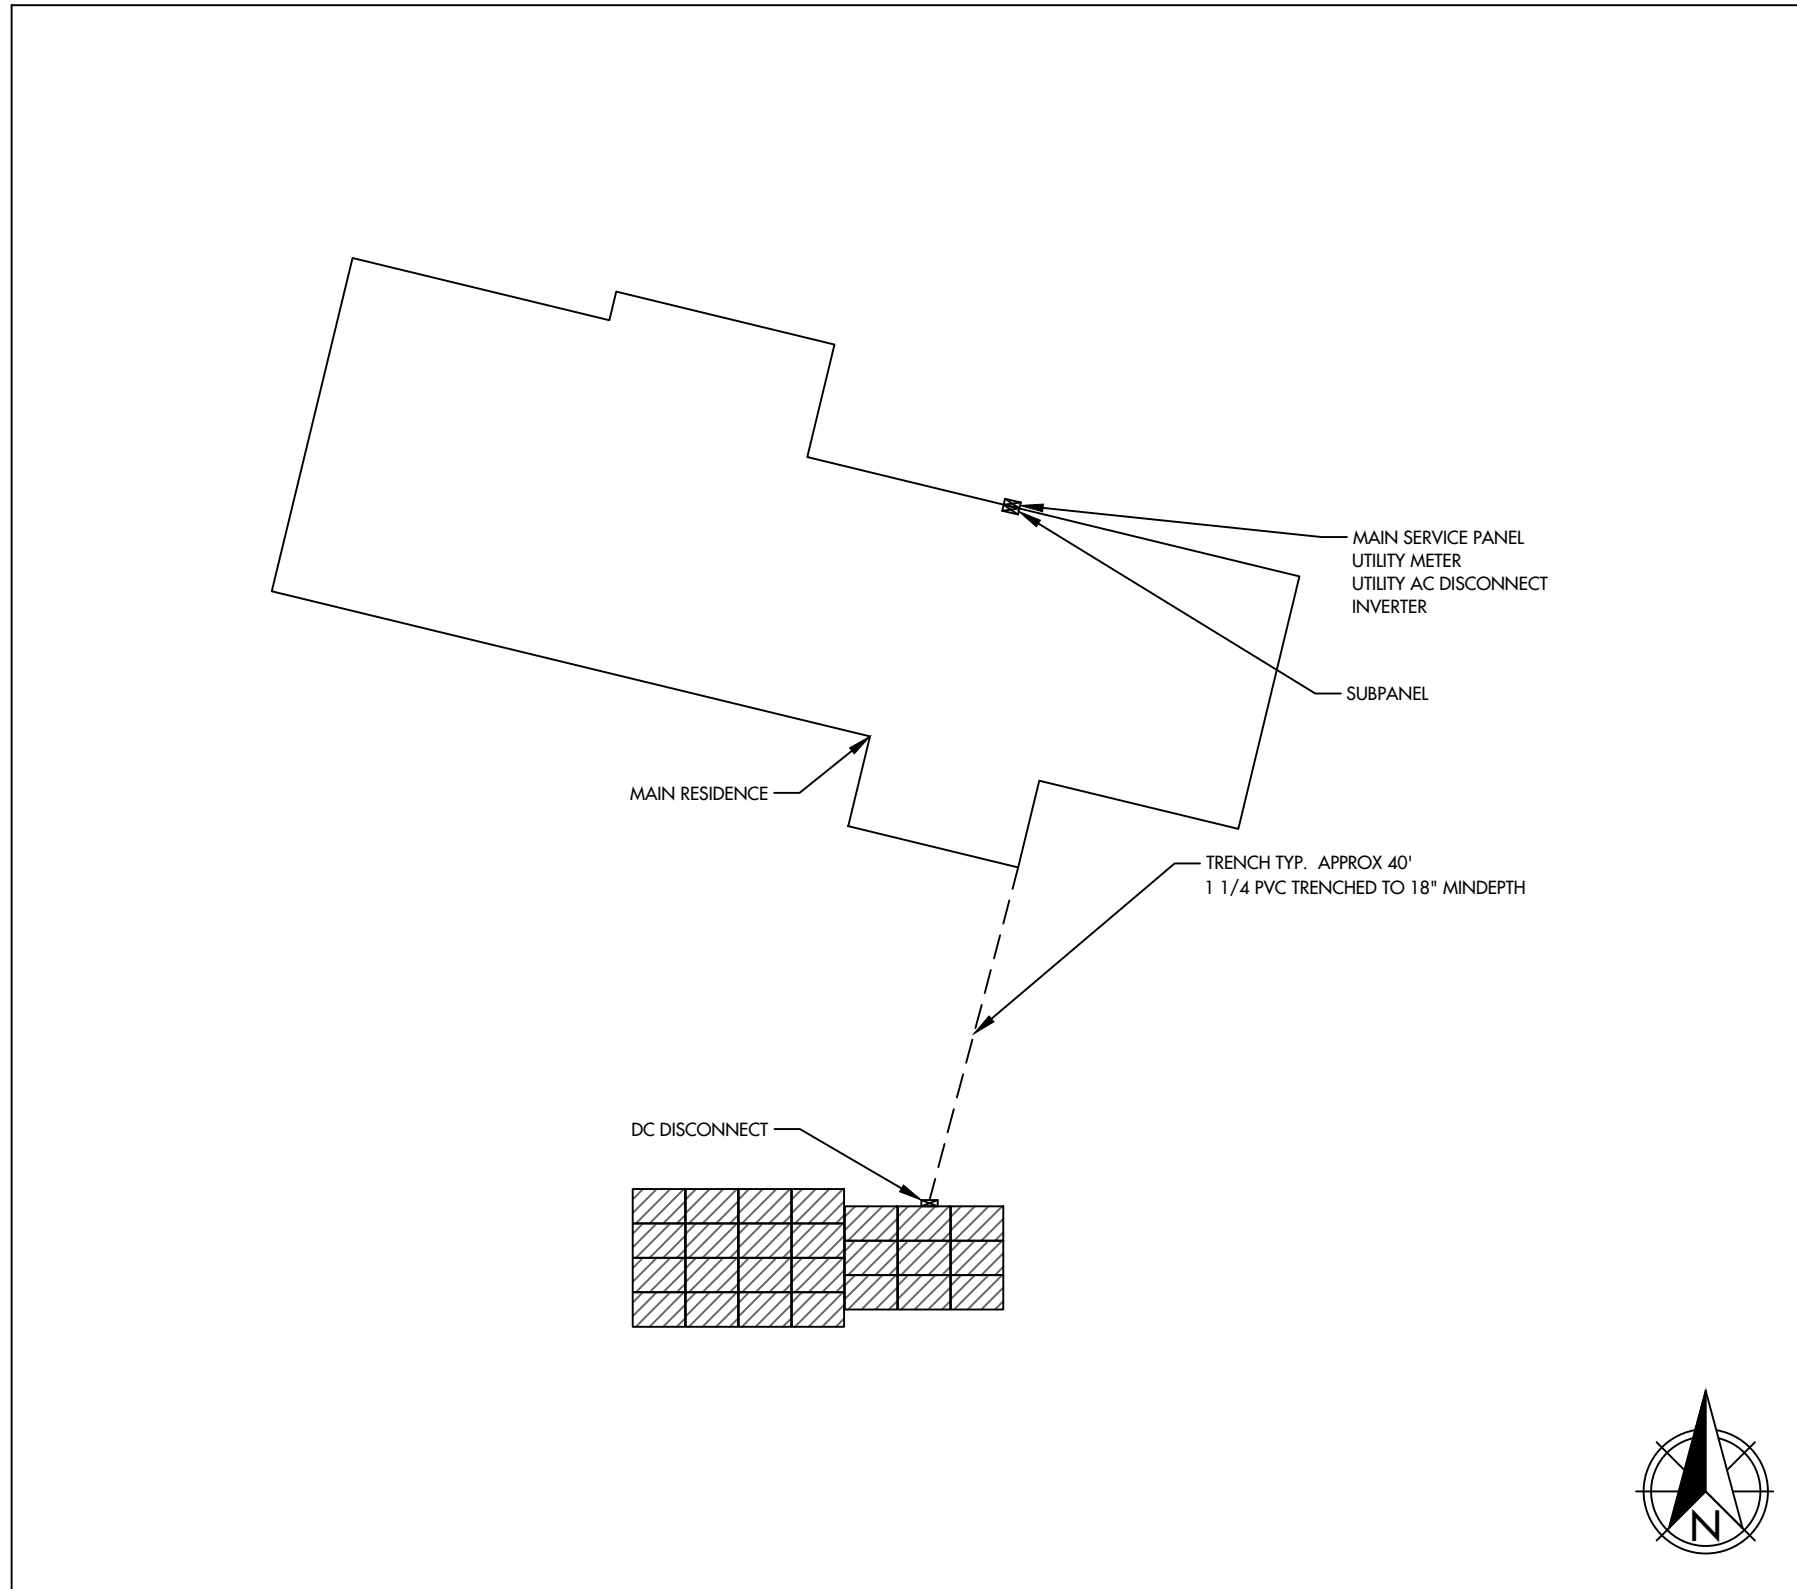 MAIN SERVICE PANEL
UTILITY METER
UTILITY AC DISCONNECT
INVERTER
SUBPANEL
MAIN RESIDENCE
TRENCH TYP. APPROX 40'
1 1/4 PVC TRENCHED TO 18" MINDEPTH
DC DISCONNECT
N